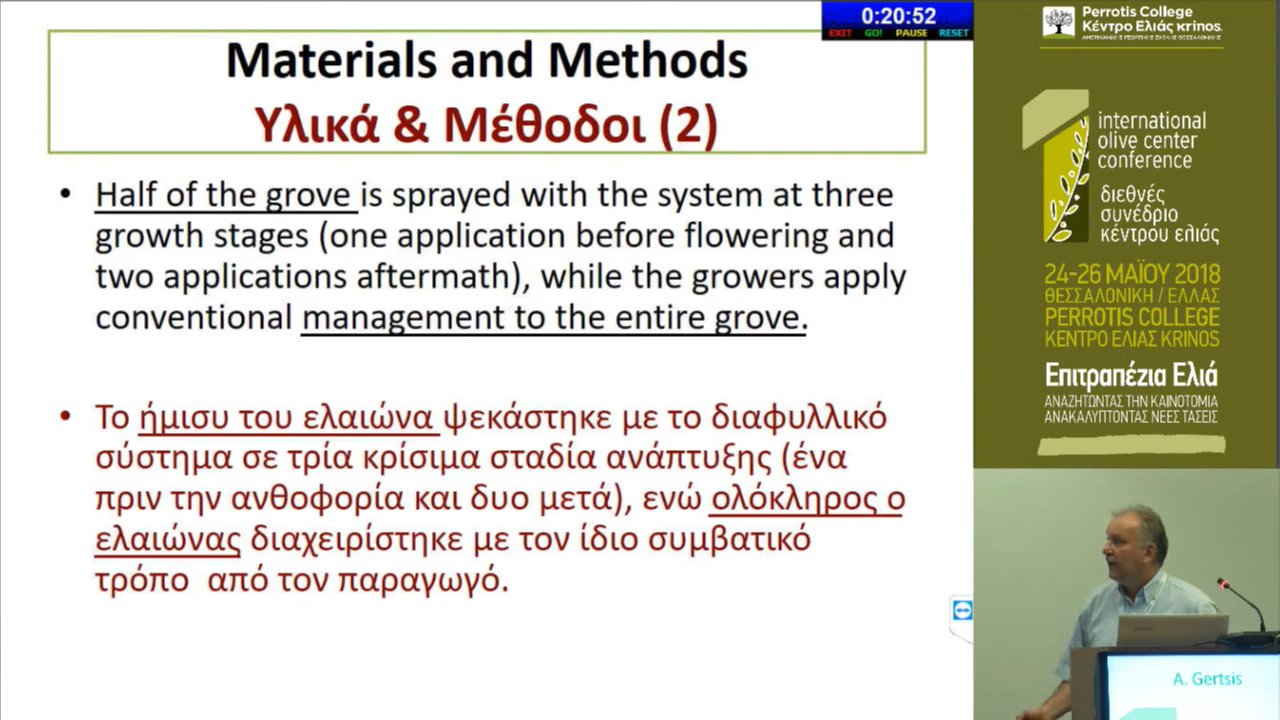 0:20:52
EXIT GO! PAUSE RESET
Materials and Methods
Υλικά & Μέθοδοι (2)
• Half of the grove is sprayed with the system at three
growth stages (one application before flowering and
two applications aftermath), while the growers apply
conventional management to the entire grove.
• Το ήμισυ του ελαιώνα ψεκάστηκε με το διαφυλλικό
σύστημα σε τρία κρίσιμα σταδία ανάπτυξης (ένα
πριν την ανθοφορία και δυο μετά), ενώ ολόκληρος ο
ελαιώνας διαχειρίστηκε με τον ίδιο συμβατικό
τρόπο από τον παραγωγό.
Perrotis College
Κέντρο Ελιάς krinos
ΑΜΕΡΙΚΑΝΙΚΗΣ ΓΕΩΡΓΙΚΗΣ ΣΧΟΛΗΣ ΘΕΣΣΑΛΟΝΙΚΗΣ
international
olive center
conference
διεθνές
συνέδριο
κέντρου ελιάς
24-26 ΜΑΪΟΥ 2018
ΘΕΣΣΑΛΟΝΙΚΗ / ΕΛΛΑΣ
PERROTIS COLLEGE
ΚΕΝΤΡΟ ΕΛΙΑΣ KRINOS
Επιτραπέζια Ελιά
ΑΝΑΖΗΤΩΝΤΑΣ ΤΗΝ ΚΑΙΝΟΤΟΜΙΑ
ΑΝΑΚΑΛΥΠΤΟΝΤΑΣ ΝΕΕΣ ΤΑΣΕΙΣ
A. Gertsis